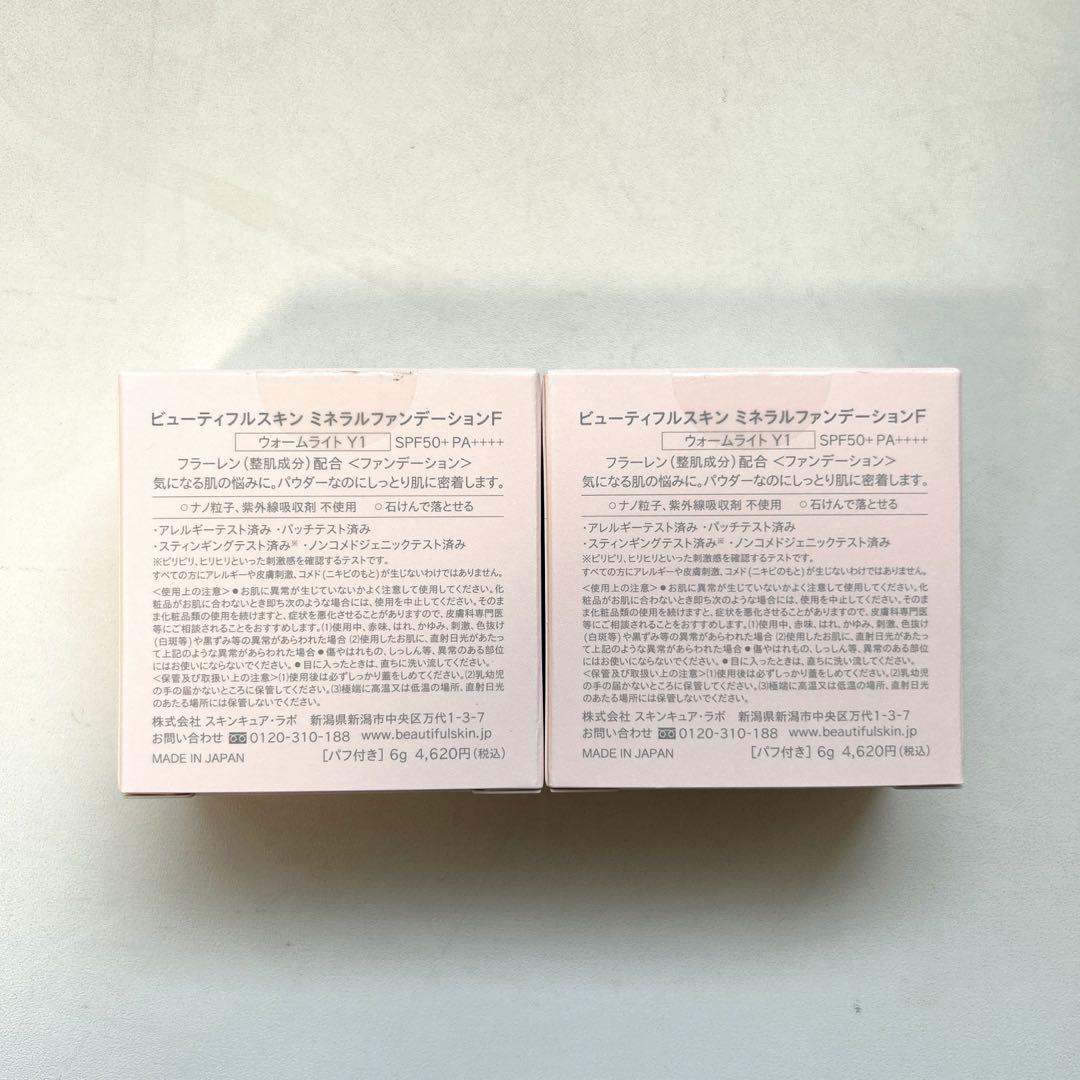 ビューティフルスキン ミネラルファンデーションF
ウォームライト Y1 SPF50+ PA++++
フラーレン(整肌成分)配合 <ファンデーション>
気になる肌の悩みに。パウダーなのにしっとり肌に密着します。
○ナノ粒子、紫外線吸収剤 不使用 ○石けんで落とせる
・アレルギーテスト済み ・パッチテスト済み
・スティンギングテスト済み※ ・ノンコメドジェニックテスト済み
※ピリピリ、ヒリヒリといった刺激感を確認するテストです。
すべての方にアレルギーや皮膚刺激、コメド(ニキビのもと)が生じないわけではありません。
<使用上の注意>●お肌に異常が生じていないかよく注意して使用してください。化
粧品がお肌に合わないとき即ち次のような場合には、使用を中止してください。そのま
ま化粧品類の使用を続けますと、症状を悪化させることがありますので、皮膚科専門医
等にご相談されることをおすすめします。(1)使用中、赤味、はれ、かゆみ、刺激、色抜け
(白斑等)や黒ずみ等の異常があらわれた場合 (2)使用したお肌に、直射日光があたっ
て上記のような異常があらわれた場合 ●傷やはれもの、しっしん等、異常のある部位
にはお使いにならないでください。●目に入ったときは、直ちに洗い流してください。
<保管及び取扱い上の注意>(1)使用後は必ずしっかり蓋をしめてください。(2)乳幼児
の手の届かないところに保管してください。(3)極端に高温又は低温の場所、直射日光
のあたる場所には保管しないでください。
株式会社 スキンキュア・ラボ 新潟県新潟市中央区万代1-3-7
お問い合わせ 0120-310-188 www.beautifulskin.jp
MADE IN JAPAN [パフ付き] 6g 4,620円(税込)
ビューティフルスキン ミネラルファンデーションF
ウォームライト Y1 SPF50+ PA++++
フラーレン(整肌成分)配合 <ファンデーション>
気になる肌の悩みに。パウダーなのにしっとり肌に密着します。
○ナノ粒子、紫外線吸収剤 不使用 ○石けんで落とせる
・アレルギーテスト済み ・パッチテスト済み
・スティンギングテスト済み※ ・ノンコメドジェニックテスト済み
※ピリピリ、ヒリヒリといった刺激感を確認するテストです。
すべての方にアレルギーや皮膚刺激、コメド(ニキビのもと)が生じないわけではありません。
<使用上の注意>●お肌に異常が生じていないかよく注意して使用してください。化
粧品がお肌に合わないとき即ち次のような場合には、使用を中止してください。そのま
ま化粧品類の使用を続けますと、症状を悪化させることがありますので、皮膚科専門医
等にご相談されることをおすすめします。(1)使用中、赤味、はれ、かゆみ、刺激、色抜け
(白斑等)や黒ずみ等の異常があらわれた場合 (2)使用したお肌に、直射日光があたっ
て上記のような異常があらわれた場合 ●傷やはれもの、しっしん等、異常のある部位
にはお使いにならないでください。●目に入ったときは、直ちに洗い流してください。
<保管及び取扱い上の注意>(1)使用後は必ずしっかり蓋をしめてください。(2)乳幼児
の手の届かないところに保管してください。(3)極端に高温又は低温の場所、直射日光
のあたる場所には保管しないでください。
株式会社 スキンキュア・ラボ 新潟県新潟市中央区万代1-3-7
お問い合わせ 0120-310-188 www.beautifulskin.jp
MADE IN JAPAN [パフ付き] 6g 4,620円(税込)